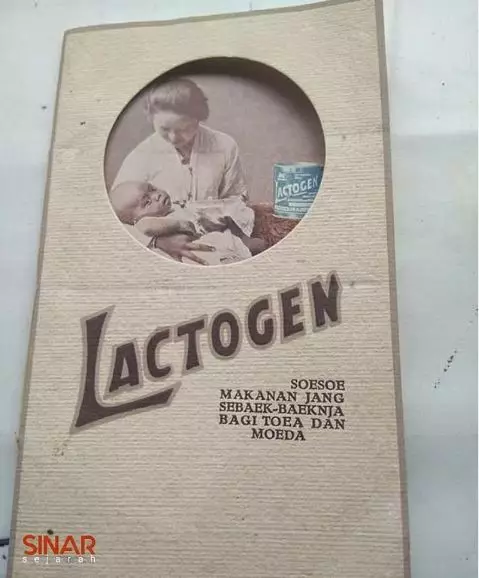 LACTOGEN
LACTOGEN
SOESOE
MAKANAN JANG
SEBAEK-BAEKNJA
BAGI TOEA DAN
MOEDA
SINAR
sejarah